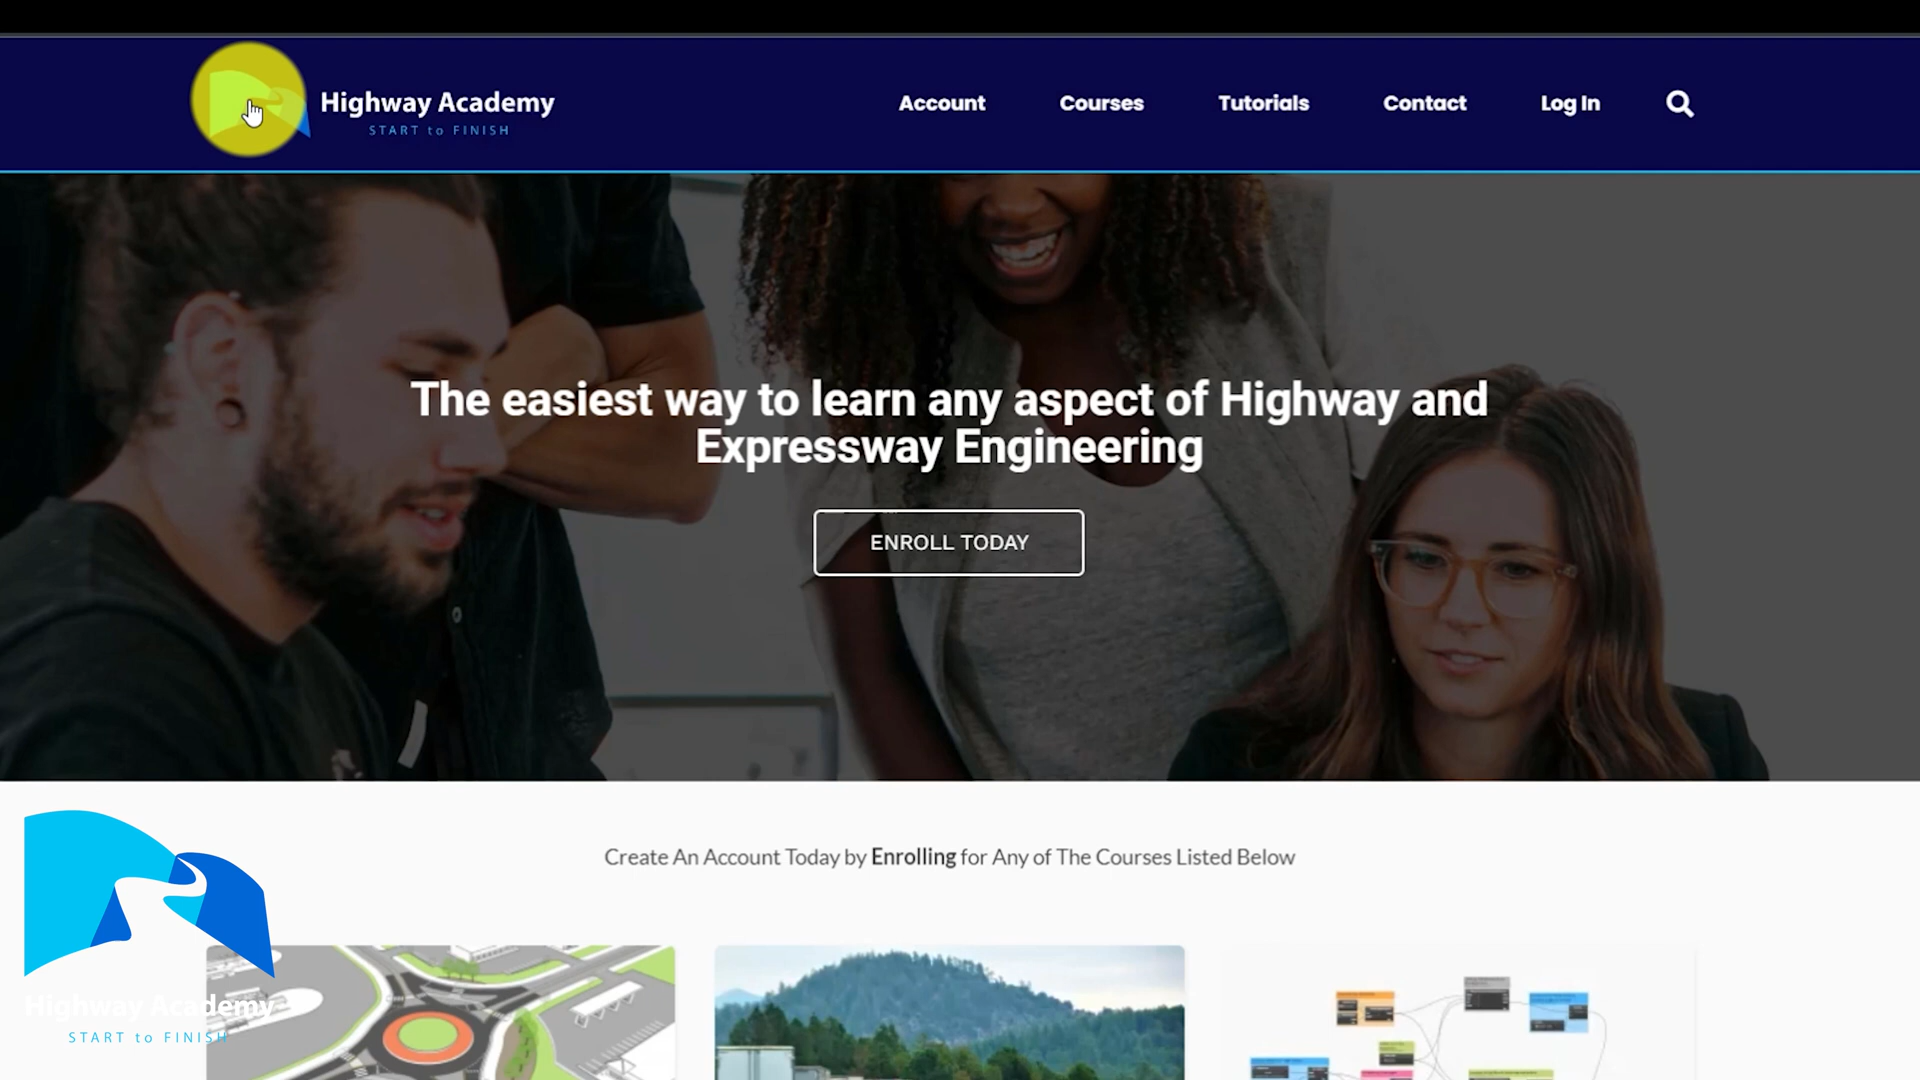 Highway Academy
START to FINISH
Account
Courses
Tutorials
Contact
Log In
The easiest way to learn any aspect of Highway and
Expressway Engineering
ENROLL TODAY
Create An Account Today by Enrolling for Any of The Courses Listed Below
Highway Academy
START to FINISH